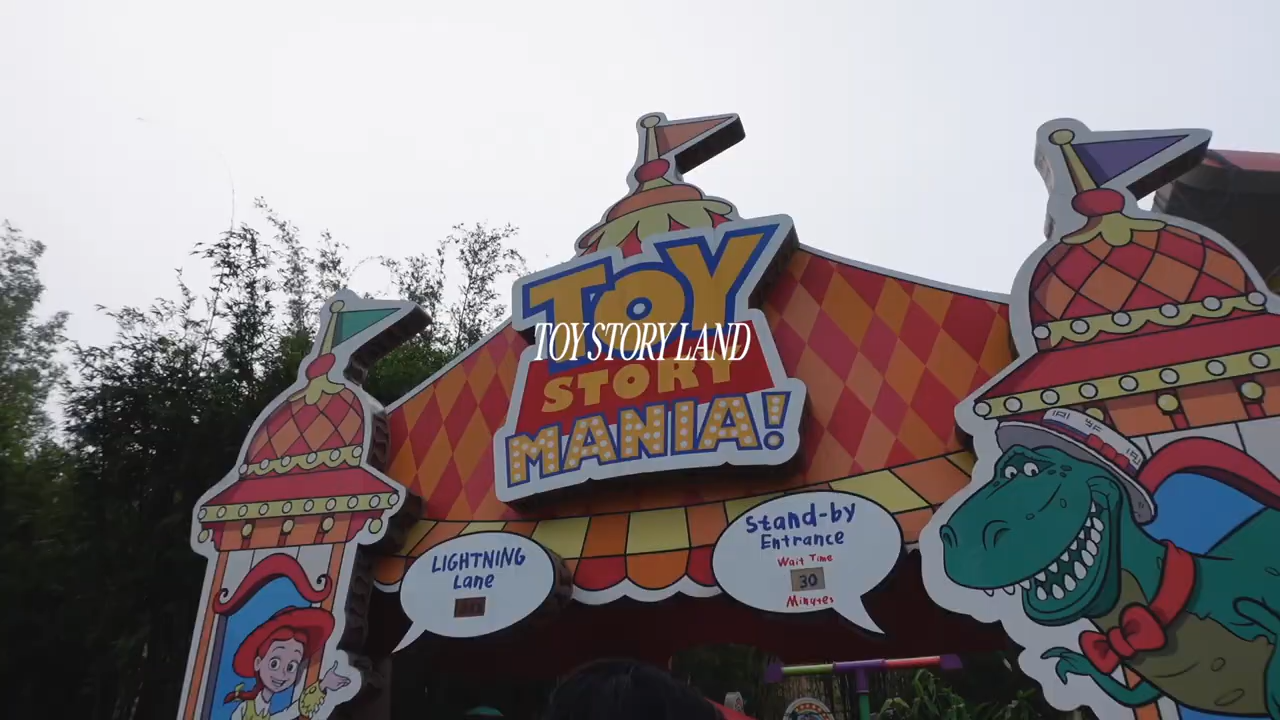 TOY
TOY STORY LAND
STORY
MANIA!
LIGHTNING
Lane
Stand-by
Entrance
Wait Time
30
Minutes